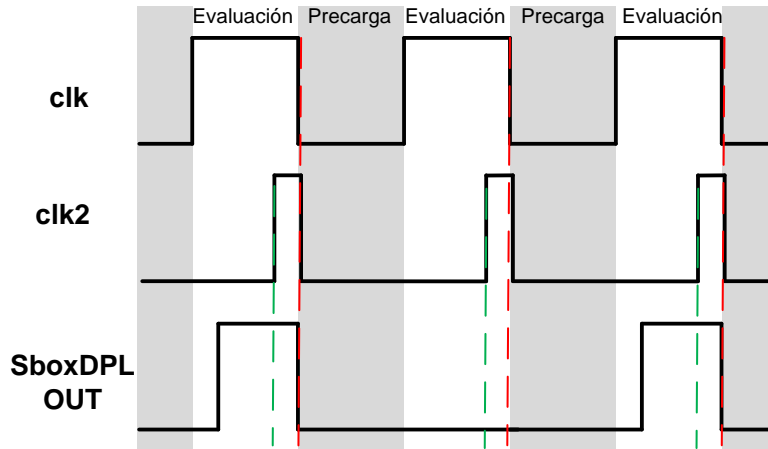 Evaluación Precarga Evaluación Precarga Evaluación
clk
clk2
SboxDPL
OUT